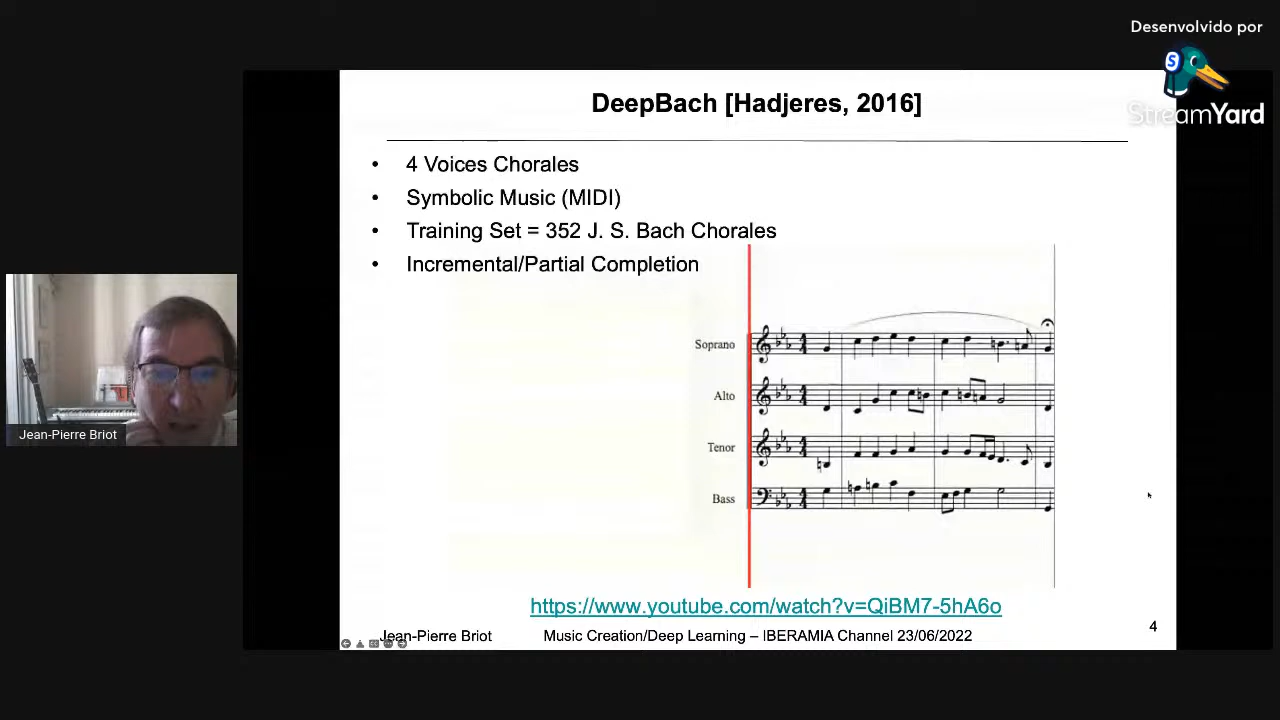 Desenvolvido por
StreamYard
DeepBach [Hadjeres, 2016]
• 4 Voices Chorales
• Symbolic Music (MIDI)
• Training Set = 352 J. S. Bach Chorales
• Incremental/Partial Completion
Soprano
Alto
Tenor
Bass
Jean-Pierre Briot
https://www.youtube.com/watch?v=QiBM7-5hA6o
Jean-Pierre Briot Music Creation/Deep Learning – IBERAMIA Channel 23/06/2022 4